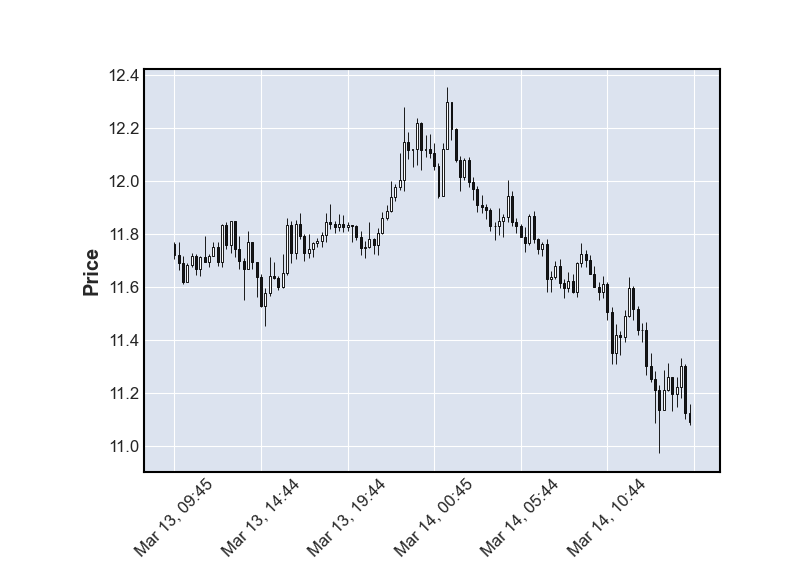 12.4
12.2
12.0
11.8
11.6
11.4
11.2
11.0
Price
Mar 13, 09:45
Mar 13, 14:44
Mar 13, 19:44
Mar 14, 00:45
Mar 14, 05:44
Mar 14, 10:44